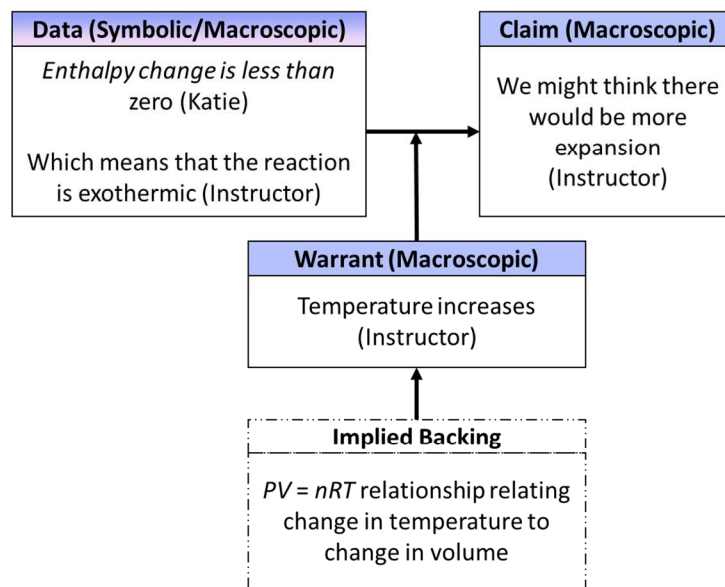 Data (Symbolic/Macroscopic)
Enthalpy change is less than
zero (Katie)
Which means that the reaction
is exothermic (Instructor)
Claim (Macroscopic)
We might think there
would be more
expansion
(Instructor)
Warrant (Macroscopic)
Temperature increases
(Instructor)
Implied Backing
PV = nRT relationship relating
change in temperature to
change in volume